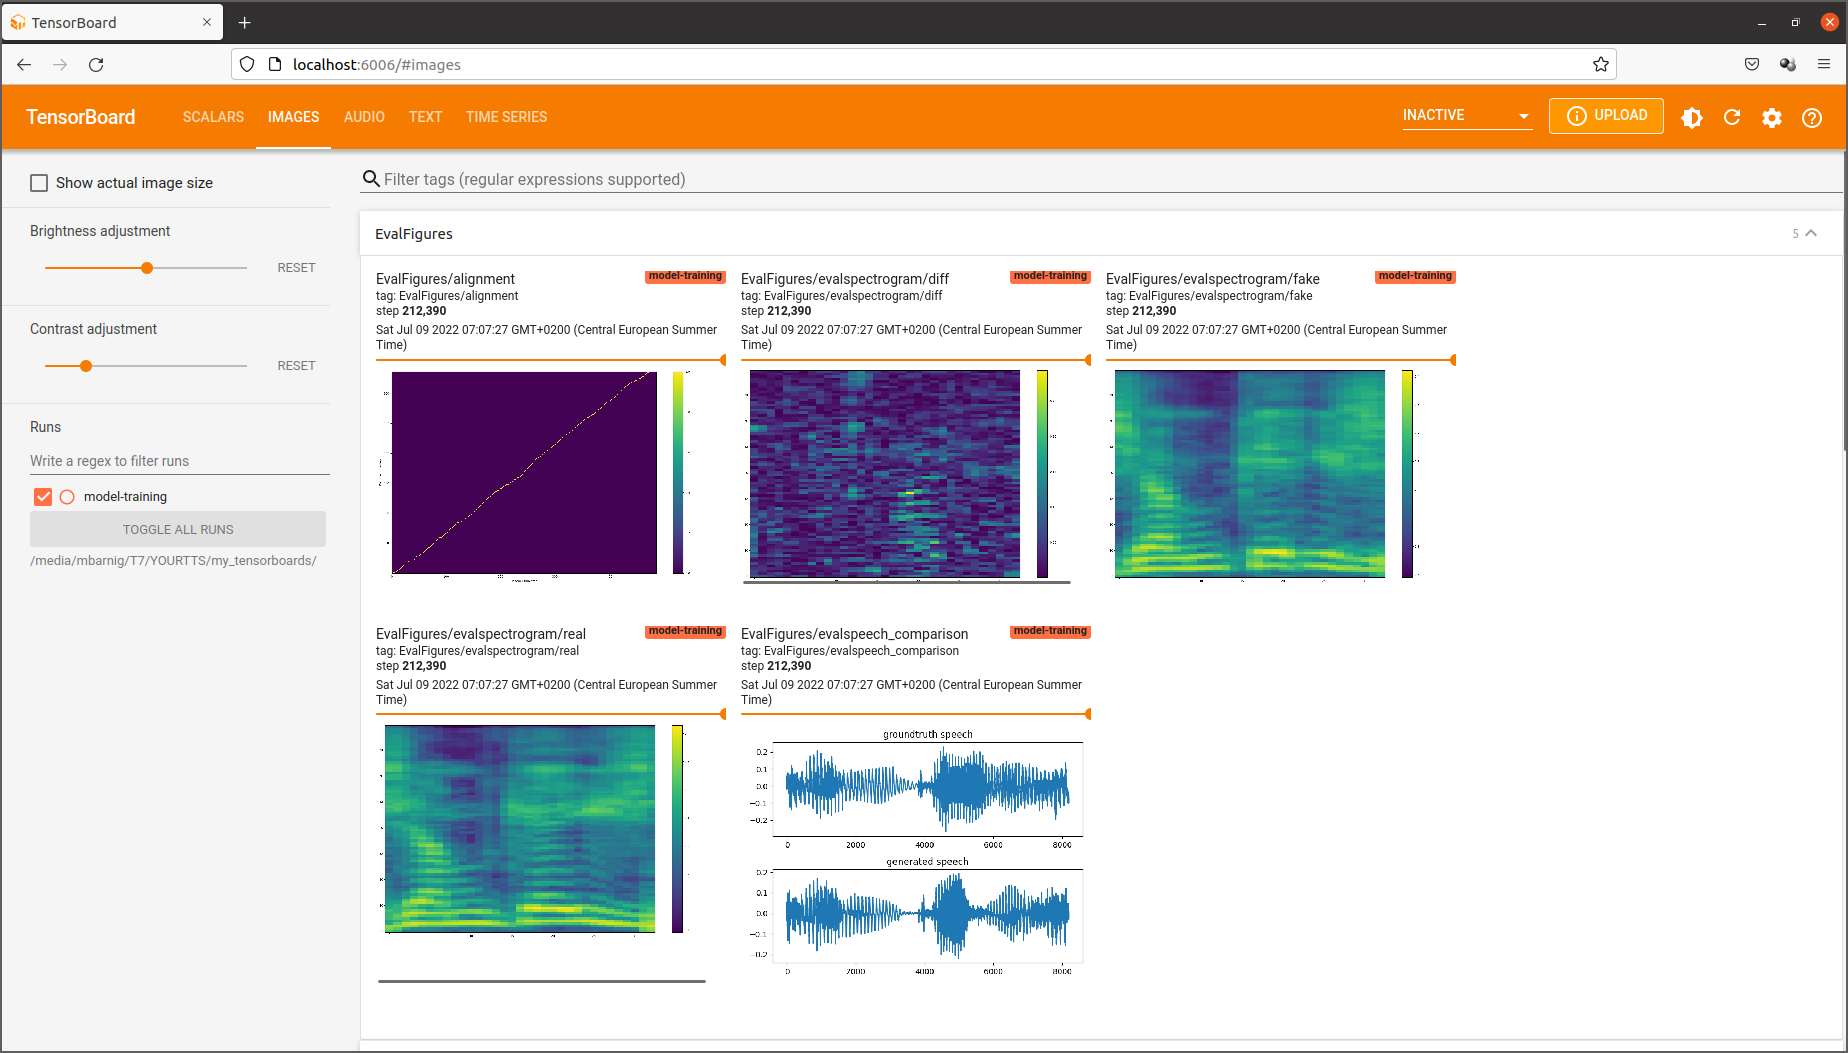 TensorBoard
localhost:6006/#images
TensorBoard
SCALARS
IMAGES
AUDIO
TEXT
TIME SERIES
INACTIVE
UPLOAD
Show actual image size
Filter tags (regular expressions supported)
Brightness adjustment
RESET
Contrast adjustment
RESET
Runs
Write a regex to filter runs
model-training
TOGGLE ALL RUNS
/media/mbarnig/T7/YOURTTS/my_tensorboards/
EvalFigures
5
EvalFigures/alignment
model-training
tag: EvalFigures/alignment
step 212,390
Sat Jul 09 2022 07:07:27 GMT+0200 (Central European Summer
Time)
EvalFigures/evalspectrogram/diff
model-training
tag: EvalFigures/evalspectrogram/diff
step 212,390
Sat Jul 09 2022 07:07:27 GMT+0200 (Central European Summer
Time)
EvalFigures/evalspectrogram/fake
model-training
tag: EvalFigures/evalspectrogram/fake
step 212,390
Sat Jul 09 2022 07:07:27 GMT+0200 (Central European Summer
Time)
EvalFigures/evalspectrogram/real
model-training
tag: EvalFigures/evalspectrogram/real
step 212,390
Sat Jul 09 2022 07:07:27 GMT+0200 (Central European Summer
Time)
EvalFigures/evalspeech_comparison
model-training
tag: EvalFigures/evalspeech_comparison
step 212,390
Sat Jul 09 2022 07:07:27 GMT+0200 (Central European Summer
Time)
groundtruth speech
0.2
0.1
0.0
−0.1
−0.2
0 2000 4000 6000 8000
generated speech
0.2
0.1
0.0
−0.1
−0.2
0 2000 4000 6000 8000